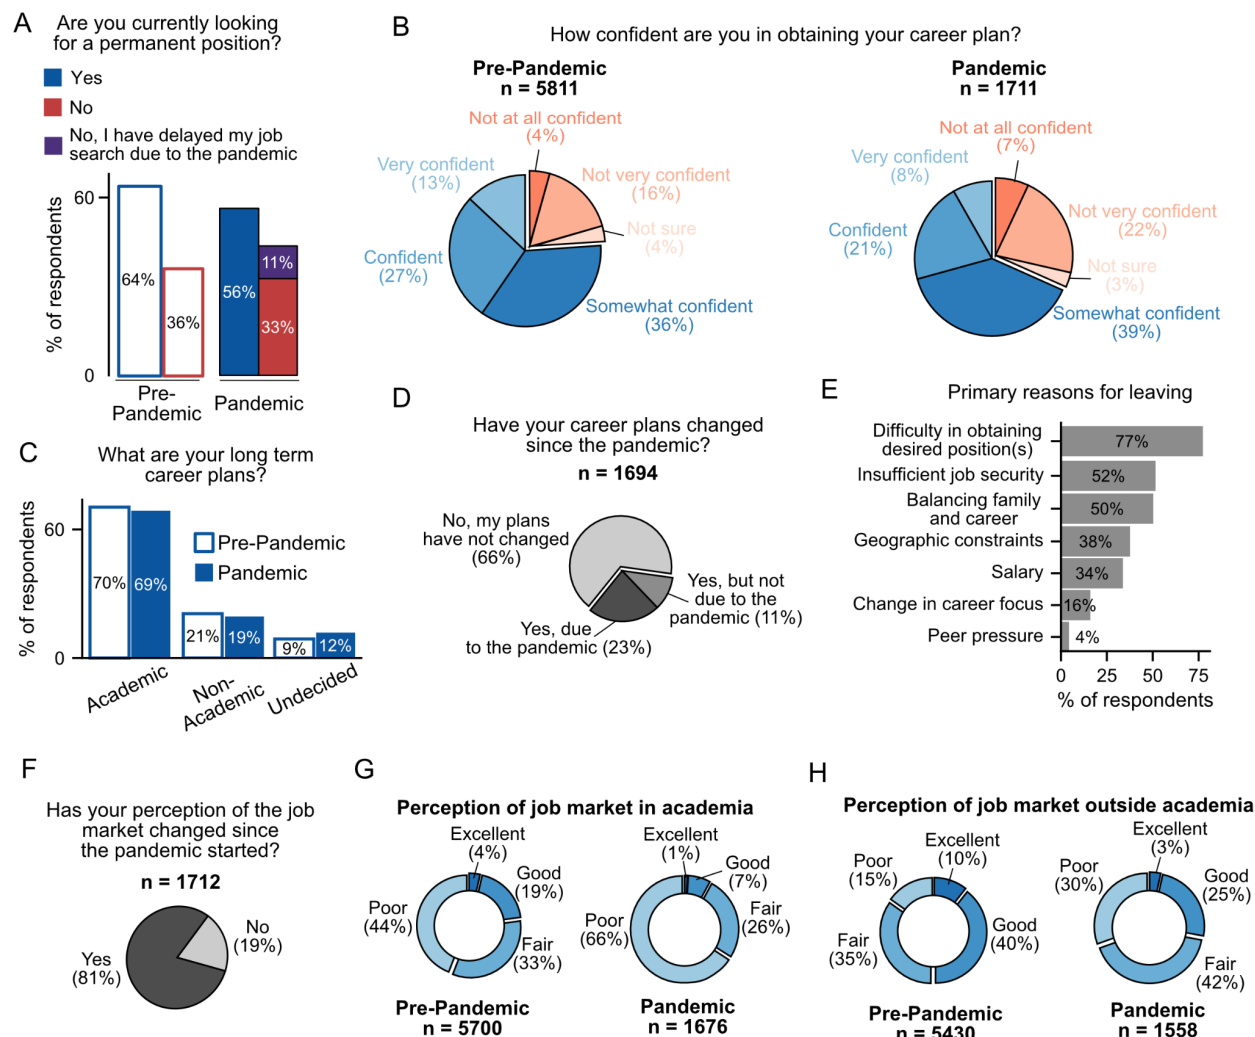 A
Are you currently looking
for a permanent position?
Yes
No
No, I have delayed my job
search due to the pandemic
% of respondents
60
0
64%
36%
56%
11%
33%
Pre-
Pandemic
Pandemic
B
How confident are you in obtaining your career plan?
Pre-Pandemic
n = 5811
Not at all confident
(4%)
Very confident
(13%)
Not very confident
(16%)
Not sure
(4%)
Confident
(27%)
Somewhat confident
(36%)
Pandemic
n = 1711
Not at all confident
(7%)
Very confident
(8%)
Not very confident
(22%)
Confident
(21%)
Not sure
(3%)
Somewhat confident
(39%)
C
What are your long term
career plans?
% of respondents
60
0
Pre-Pandemic
Pandemic
70%
69%
21%
19%
9%
12%
Academic
Non-
Academic
Undecided
D
Have your career plans changed
since the pandemic?
n = 1694
No, my plans
have not changed
(66%)
Yes, but not
due to the
pandemic (11%)
Yes, due
to the pandemic (23%)
E
Primary reasons for leaving
Difficulty in obtaining
desired position(s)
77%
Insufficient job security
52%
Balancing family
and career
50%
Geographic constraints
38%
Salary
34%
Change in career focus
16%
Peer pressure
4%
0 25 50 75
% of respondents
F
Has your perception of the job
market changed since
the pandemic started?
n = 1712
No
(19%)
Yes
(81%)
G
Perception of job market in academia
Excellent
(4%)
Good
(19%)
Poor
(44%)
Fair
(33%)
Pre-Pandemic
n = 5700
Excellent
(1%)
Good
(7%)
Fair
(26%)
Poor
(66%)
Pandemic
n = 1676
H
Perception of job market outside academia
Excellent
(10%)
Poor
(15%)
Good
(40%)
Fair
(35%)
Pre-Pandemic
n = 5430
Excellent
(3%)
Poor
(30%)
Good
(25%)
Fair
(42%)
Pandemic
n = 1558